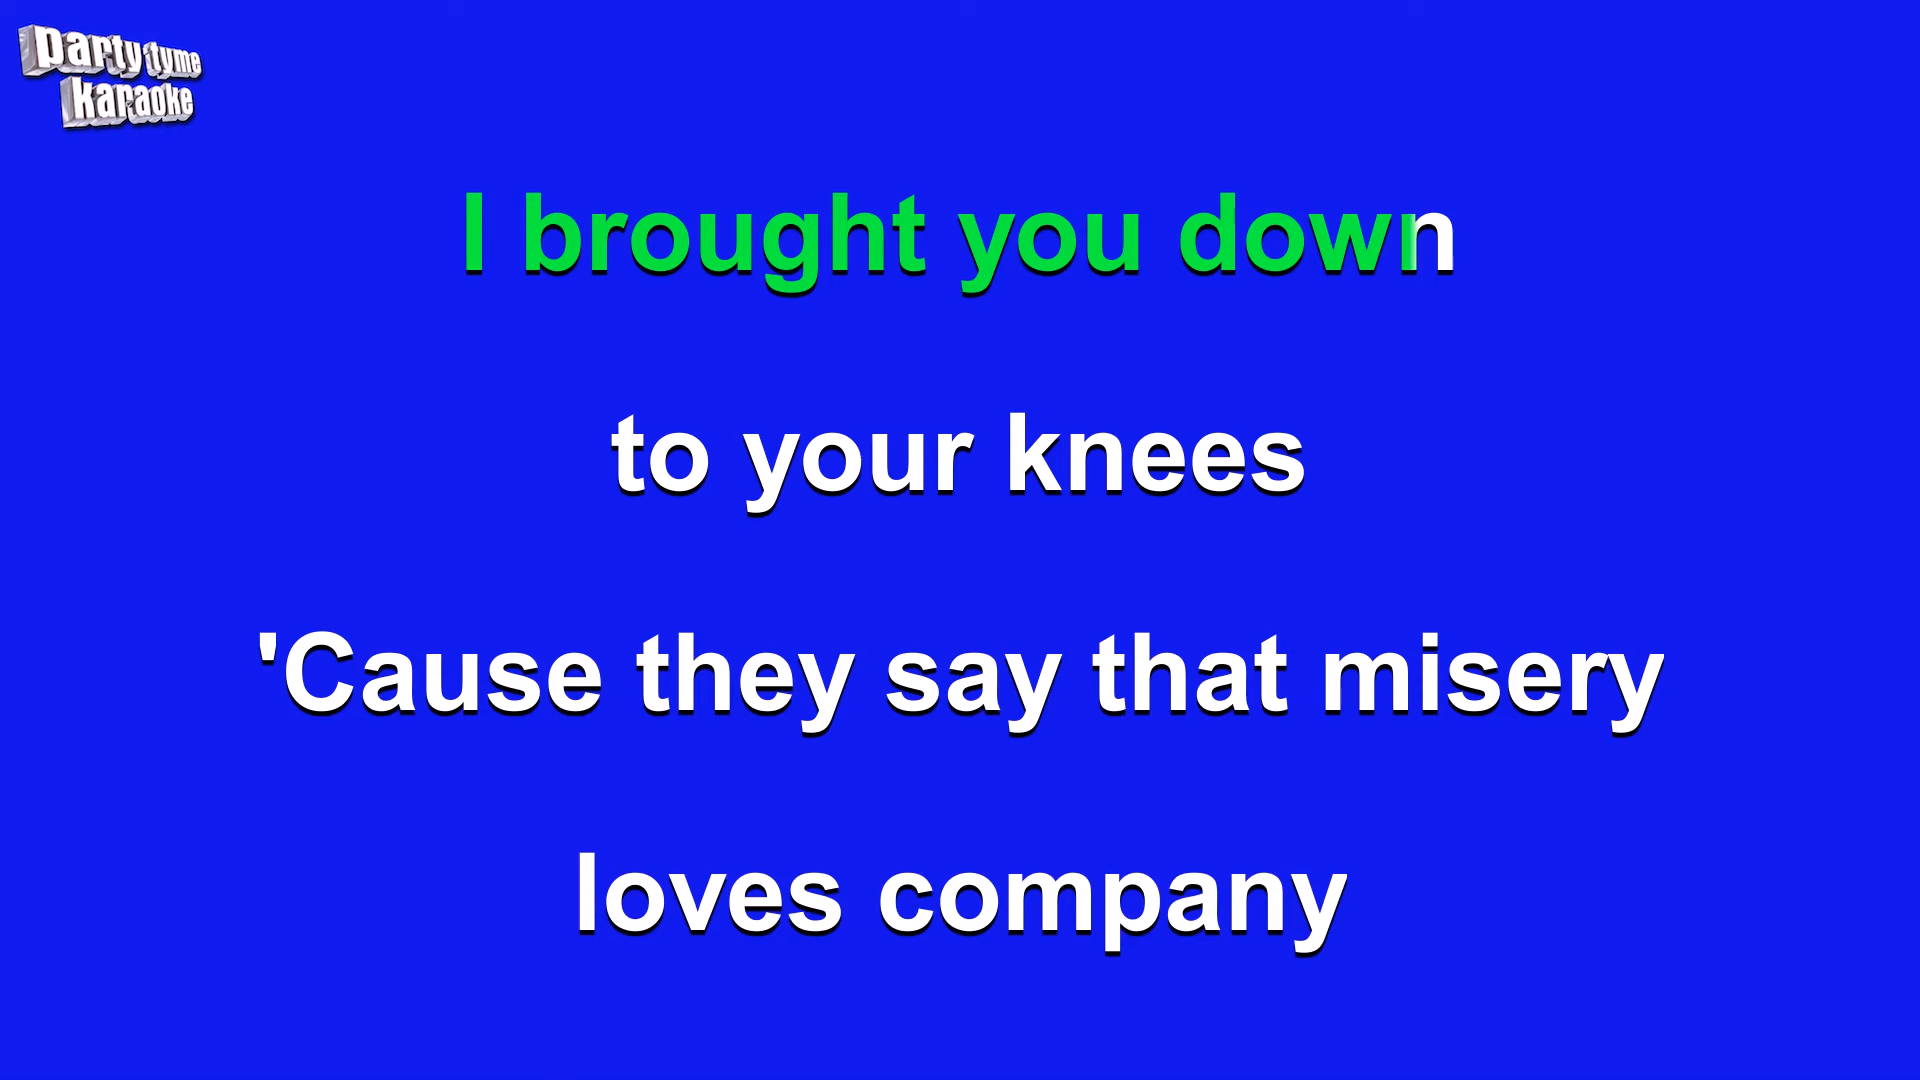 party tyme
karaoke
I brought you down
to your knees
'Cause they say that misery
loves company